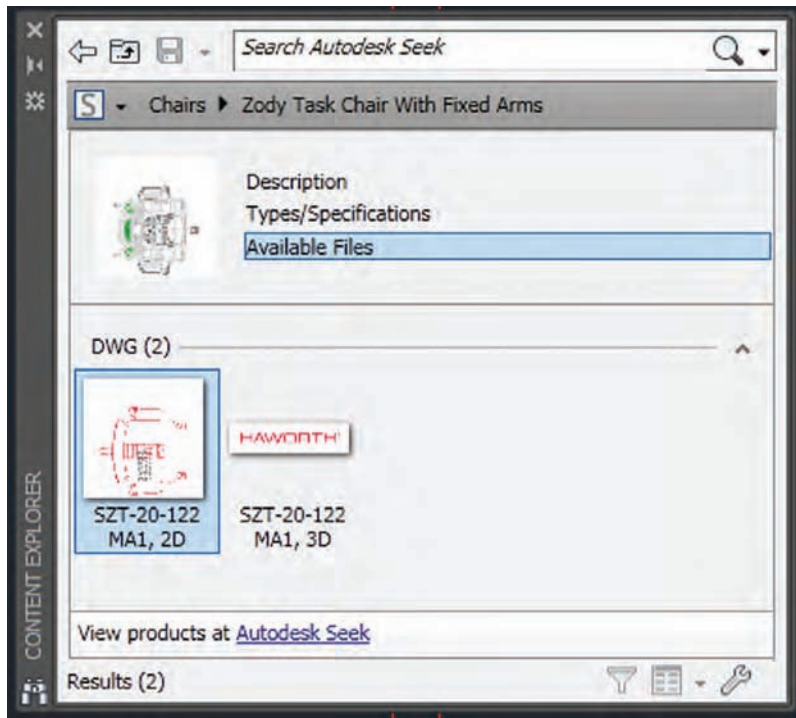 Search Autodesk Seek
S Chairs Zody Task Chair With Fixed Arms
Description
Types/Specifications
Available Files
DWG (2)
HAWORTH
SZT-20-122
MA1, 2D
SZT-20-122
MA1, 3D
View products at Autodesk Seek
Results (2)
CONTENT EXPLORER